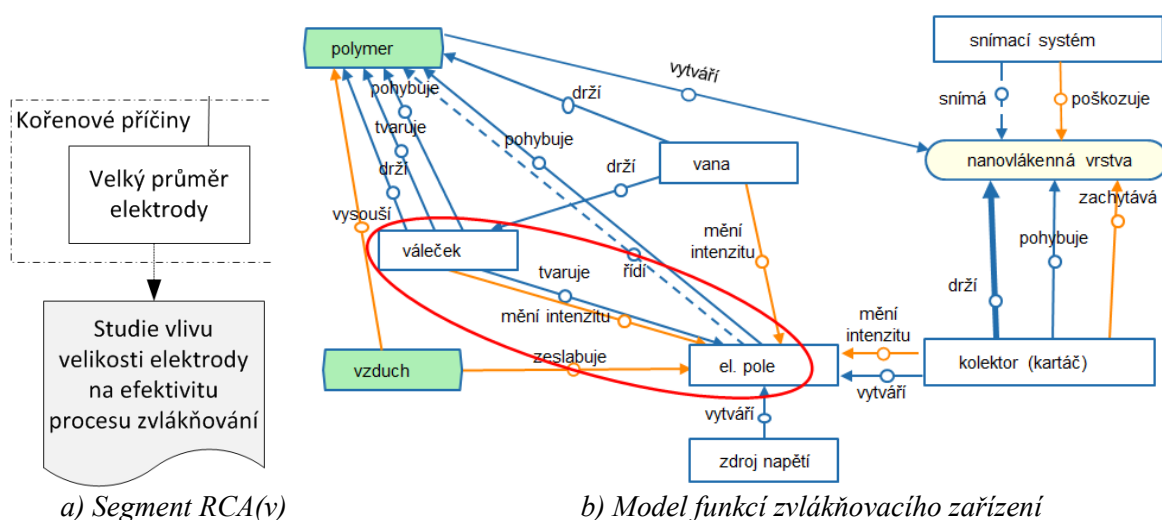 Kořenové příčiny
Velký průměr
elektrody
Studie vlivu
velikosti elektrody
na efektivitu
procesu zvlákňování
a) Segment RCA(v)
polymer
snímací systém
vytváří
drží
snímá
poškozuje
pohybuje
tvaruje
drží
pohybuje
drží
vana
nanovlákenná vrstva
zachytává
vysouší
váleček
mění
intenzitu
pohybuje
tvaruje
řídí
drží
mění intenzitu
mění
intenzitu
vzduch
zeslabuje
el. pole
kolektor (kartáč)
vytváří
vytváří
zdroj napětí
b) Model funkcí zvlákňovacího zařízení